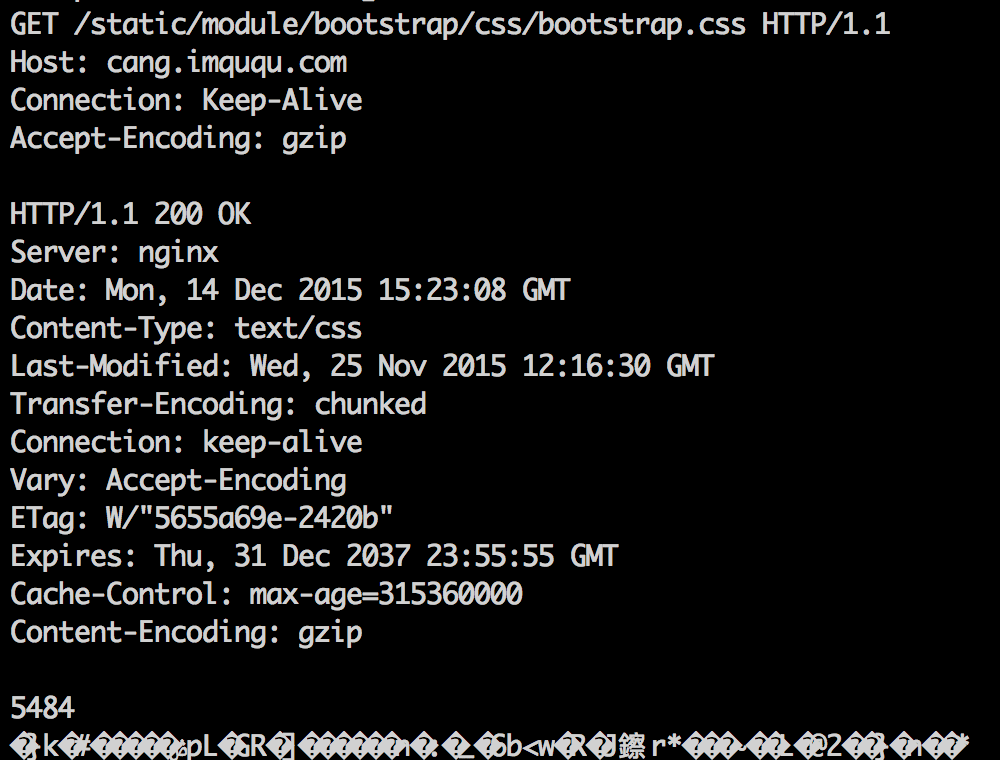 GET /static/module/bootstrap/css/bootstrap.css HTTP/1.1
Host: cang.imququ.com
Connection: Keep-Alive
Accept-Encoding: gzip
HTTP/1.1 200 OK
Server: nginx
Date: Mon, 14 Dec 2015 15:23:08 GMT
Content-Type: text/css
Last-Modified: Wed, 25 Nov 2015 12:16:30 GMT
Transfer-Encoding: chunked
Connection: keep-alive
Vary: Accept-Encoding
ETag: W/"5655a69e-2420b"
Expires: Thu, 31 Dec 2037 23:55:55 GMT
Cache-Control: max-age=315360000
Content-Encoding: gzip
5484